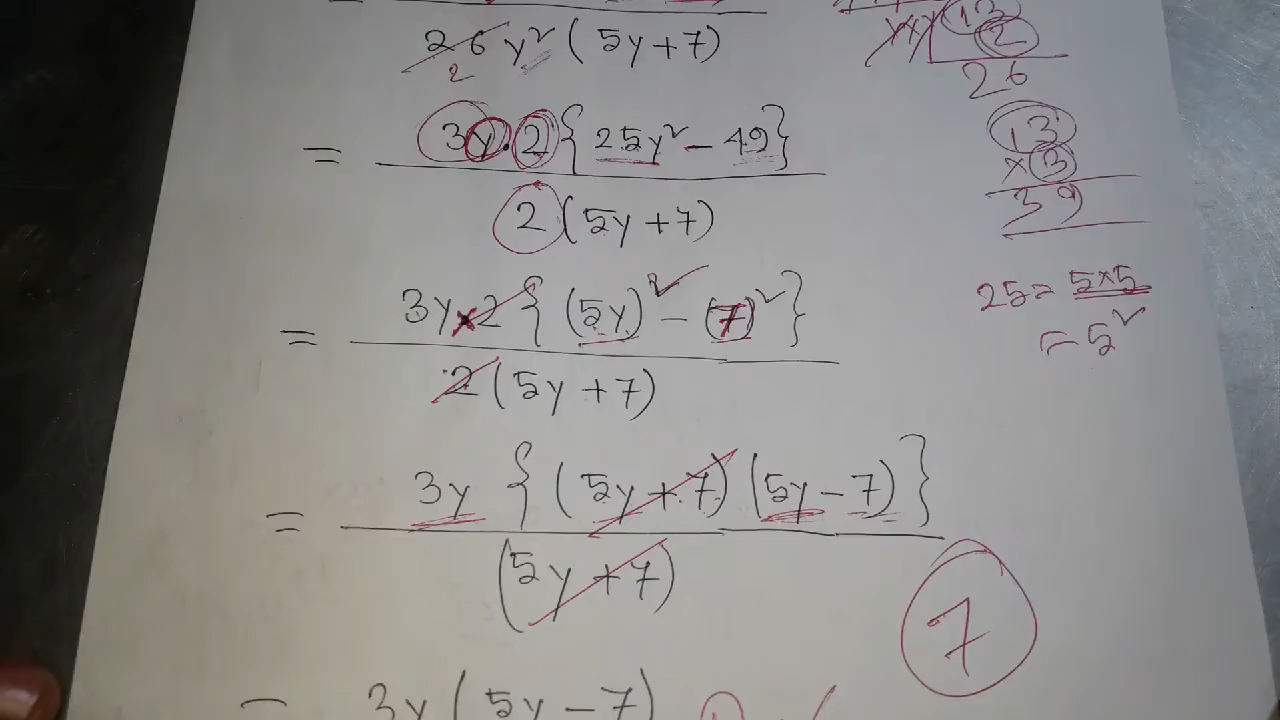 26y² (5y+7)
2
= 3y.2{25y² - 49}
2(5y+7)
= 3y×2{(5y)² - (7)²}
2(5y+7)
= 3y{(5y+7)(5y-7)}
(5y+7)
= 3y(5y-7)
13
2
26
13
×3
39
25= 5×5
= 5²
7